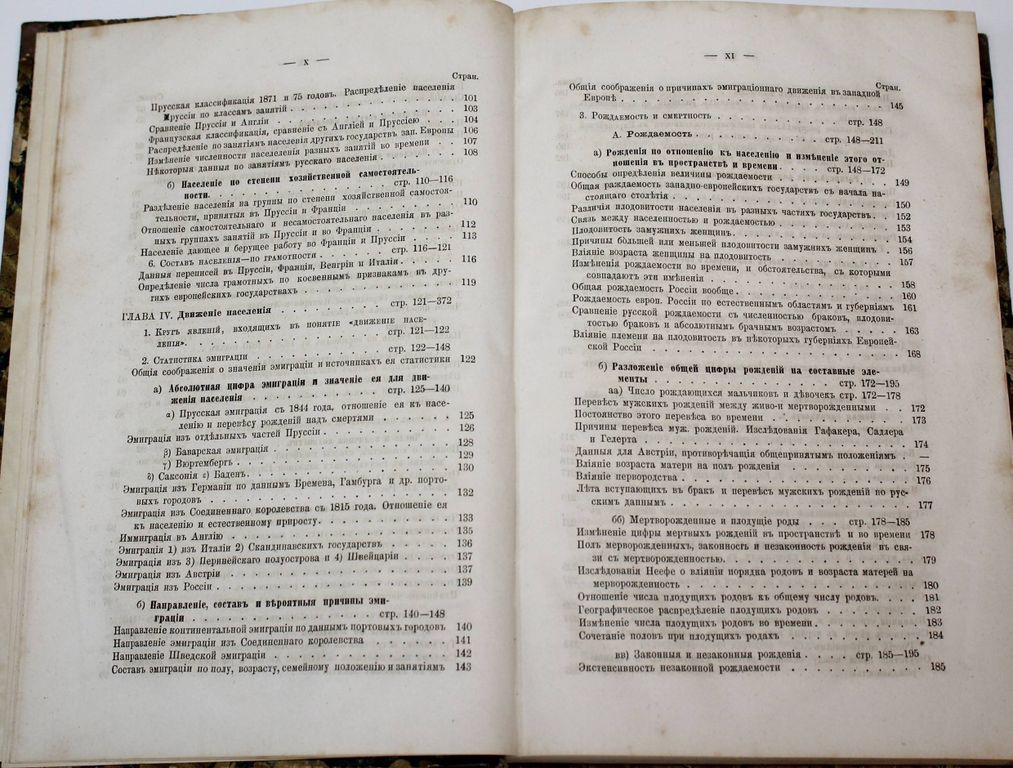 — X —
Стран.
Прусская классификація 1871 и 75 годовъ. Распредѣленіе населенія
Пруссіи по классамъ занятій . . . . . . . . . 101
Сравненіе Пруссіи и Англіи . . . . . . . . . 103
Французская классификація, сравненіе съ Англіей и Пруссіею . 104
Распредѣленіе по занятіямъ населенія другихъ государствъ зап. Европы 106
Измѣненіе численности населенія разныхъ занятій во времени . . 107
Нѣкоторыя данныя по занятіямъ русскаго населенія . . . . . 108
б) Населеніе по степени хозяйственной самостоятель-
ности. . . . . . . . . . . . стр. 110—116
Раздѣленіе населенія на группы по степени хозяйственной самостоя-
тельности, принятыя въ Пруссіи и Франціи . . . . . . 110
Отношеніе самостоятельнаго и несамостоятельнаго населенія въ раз-
ныхъ группахъ занятій въ Пруссіи и во Франціи . . . . 112
Населеніе дающее и берущее работу во Франціи и Пруссіи . . 113
6. Составъ населенія—по грамотности . . . . стр. 116—121
Данныя переписей въ Пруссіи, Франціи, Венгріи и Италіи . . . . 116
Опредѣленіе числа грамотныхъ по косвеннымъ признакамъ въ дру-
гихъ европейскихъ государствахъ . . . . . . . . 119
ГЛАВА IV. Движеніе населенія . . . . . . стр. 121—372
1. Кругъ явленій, входящихъ въ понятіе «движеніе насе-
ленія». . . . . . . . . . . . стр. 121—122
2. Статистика эмиграціи . . . . . . . . стр. 122—148
Общія соображенія о значеніи эмиграціи и источникахъ ея статистики 122
а) Абсолютная цифра эмиграціи и значеніе ея для дви-
женія населенія . . . . . . . . стр. 125—140
α) Прусская эмиграція съ 1844 года, отношеніе ея къ насе-
ленію и перевѣсу рожденій надъ смертями . . . . . 125
Эмиграція изъ отдѣльныхъ частей Пруссіи . . . . . . . 126
β) Баварская эмиграція . . . . . . . . . . 128
γ) Вюртембергъ . . . . . . . . . . . . 129
δ) Саксонія ε) Баденъ . . . . . . . . . . 130
Эмиграція изъ Германіи по даннымъ Бремена, Гамбурга и др. порто-
выхъ городовъ . . . . . . . . . . . . . 132
Эмиграція изъ Соединеннаго королевства съ 1815 года. Отношеніе ея
къ населенію и естественному приросту . . . . . . . 133
Иммиграція въ Англію . . . . . . . . . . . . 135
Эмиграція 1) изъ Италіи 2) Скандинавскихъ государствъ . . . . 136
Эмиграція изъ 3) Перинейскаго полуострова и 4) Швейцаріи . . . 137
Эмиграція изъ Австріи . . . . . . . . . . . . 137
Эмиграція изъ Россіи . . . . . . . . . . . . 139
б) Направленіе, составъ и вѣроятныя причины эми-
граціи . . . . . . . . . . . стр. 140—148
Направленіе континентальной эмиграціи по даннымъ портовыхъ городовъ 140
Направленіе эмиграціи изъ Соединеннаго королевства . . . . . 141
Направленіе Шведской эмиграціи . . . . . . . . . 142
Составъ эмиграціи по полу, возрасту, семейному положенію и занятіямъ 143
— XI —
Стран.
Общія соображенія о причинахъ эмиграціоннаго движенія въ западной
Европѣ . . . . . . . . . . . . . . . 145
3. Рождаемость и смертность . . . . . . . стр. 148
А. Рождаемость . . . . . . . . стр. 148—211
а) Рожденія по отношенію къ населенію и измѣненіе этого от-
ношенія въ пространствѣ и времени . . . . стр. 148—172
Способы опредѣленія величины рождаемости . . . . . . . 149
Общая раждаемость западно-европейскихъ государствъ съ начала на-
стоящаго столѣтія . . . . . . . . . . . . 150
Различія плодовитости населенія въ разныхъ частяхъ государствъ . . 152
Связь между населенностью и рождаемостью . . . . . . . 153
Плодовитость замужнихъ женщинъ . . . . . . . . . 154
Причины бо́льшей или меньшей плодовитости замужнихъ женщинъ . 156
Вліяніе возраста женщины на плодовитость . . . . . . . 157
Измѣненія рождаемости во времени, и обстоятельства, съ которыми
совпадаютъ эти имѣненія . . . . . . . . . . 158
Общая рождаемость Россіи вообще . . . . . . . . . 160
Рождаемость европ. Россіи по естественнымъ областямъ и губерніямъ 161
Сравненіе русской рождаемости съ численностью браковъ, плодови-
тостью браковъ и абсолютнымъ брачнымъ возрастомъ . . . 163
Вліяніе племени на плодовитость въ нѣкоторыхъ губерніяхъ Европей-
ской Россіи . . . . . . . . . . . . . . 168
б) Разложеніе общей цифры рожденій на составные эле-
менты . . . . . . . . . . . стр. 172—195
аа) Число рождающихся мальчиковъ и дѣвочекъ стр. 172—178
Перевѣсъ мужскихъ рожденій между живо-и мертворожденными . . 172
Постоянство этого перевѣса во времени . . . . . . . . 173
Причины перевѣса муж. рожденій. Изслѣдованія Гафакера, Садлера
и Гелерта . . . . . . . . . . . . . . 174
Данныя для Австріи, противорѣчащія общепринятымъ положеніямъ . —
Вліяніе возраста матери на полъ рожденія . . . . . . . 175
Вліяніе первородства . . . . . . . . . . . . 176
Лѣта вступающихъ въ бракъ и перевѣсъ мужскихъ рожденій по рус-
скимъ даннымъ . . . . . . . . . . . . . 177
бб) Мертворожденные и плодущіе роды . . . стр. 178—185
Измѣненіе цифры мертвыхъ рожденій въ пространствѣ и во времени 178
Полъ мерворожденныхъ, законность и незаконность рожденія въ свя-
зи съ мертворожденностью. . . . . . . . . . . 179
Изслѣдованія Неефе о вліяніи порядка родовъ и возраста матерей на
мерворожденность . . . . . . . . . . . . 180
Отношеніе числа плодущихъ родовъ къ общему числу родовъ. . . 181
Географическое распредѣленіе плодущихъ родовъ . . . . . . 182
Измѣненіе числа плодущихъ родовъ во времени . . . . . . 183
Сочетаніе половъ при плодущихъ родахъ . . . . . . . 184
вв) Законныя и незаконныя рожденія . . . . стр. 185—195
Экстенсивность незаконной рождаемости . . . . . . . . 185